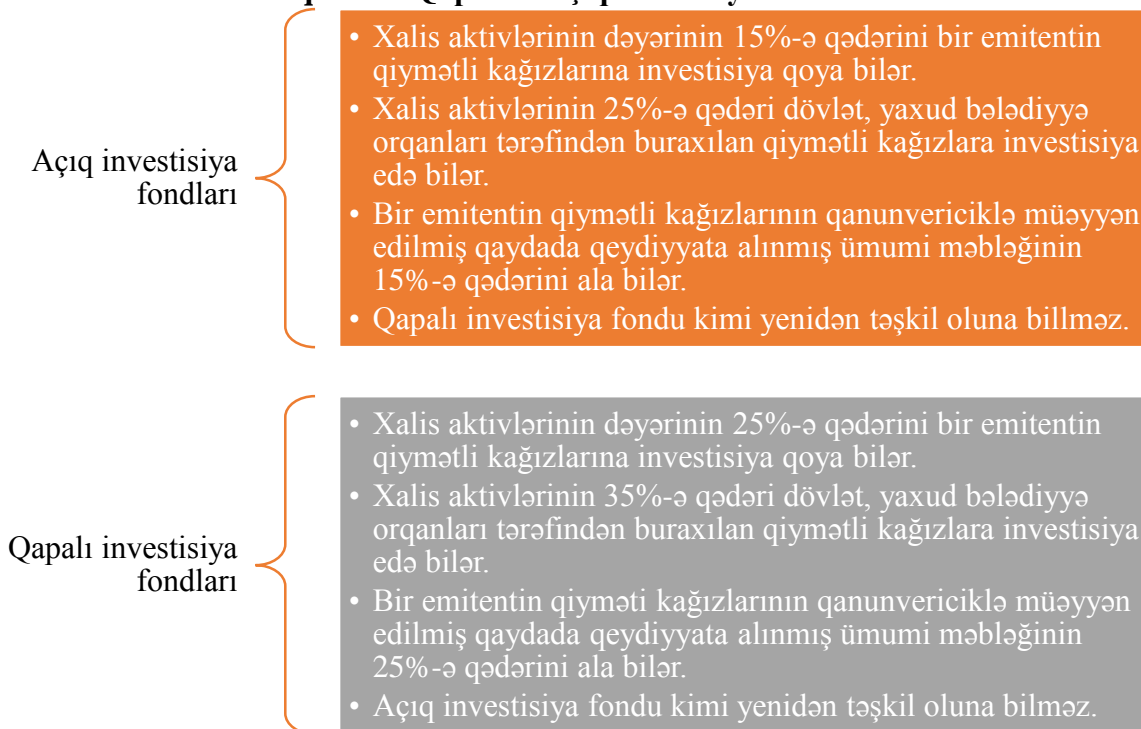 Açıq investisiya
fondları
• Xalis aktivlərinin dəyərinin 15%-ə qədərini bir emitentin
qiymətli kağızlarına investisiya qoya bilər.
• Xalis aktivlərinin 25%-ə qədəri dövlət, yaxud bələdiyyə
orqanları tərəfindən buraxılan qiymətli kağızlara investisiya
edə bilər.
• Bir emitentin qiymətli kağızlarının qanunvericiklə müəyyən
edilmiş qaydada qeydiyyata alınmış ümumi məbləğinin
15%-ə qədərini ala bilər.
• Qapalı investisiya fondu kimi yenidən təşkil oluna billməz.
Qapalı investisiya
fondları
• Xalis aktivlərinin dəyərinin 25%-ə qədərini bir emitentin
qiymətli kağızlarına investisiya qoya bilər.
• Xalis aktivlərinin 35%-ə qədəri dövlət, yaxud bələdiyyə
orqanları tərəfindən buraxılan qiymətli kağızlara investisiya
edə bilər.
• Bir emitentin qiyməti kağızlarının qanunvericiklə müəyyən
edilmiş qaydada qeydiyyata alınmış ümumi məbləğinin
25%-ə qədərini ala bilər.
• Açıq investisiya fondu kimi yenidən təşkil oluna bilməz.